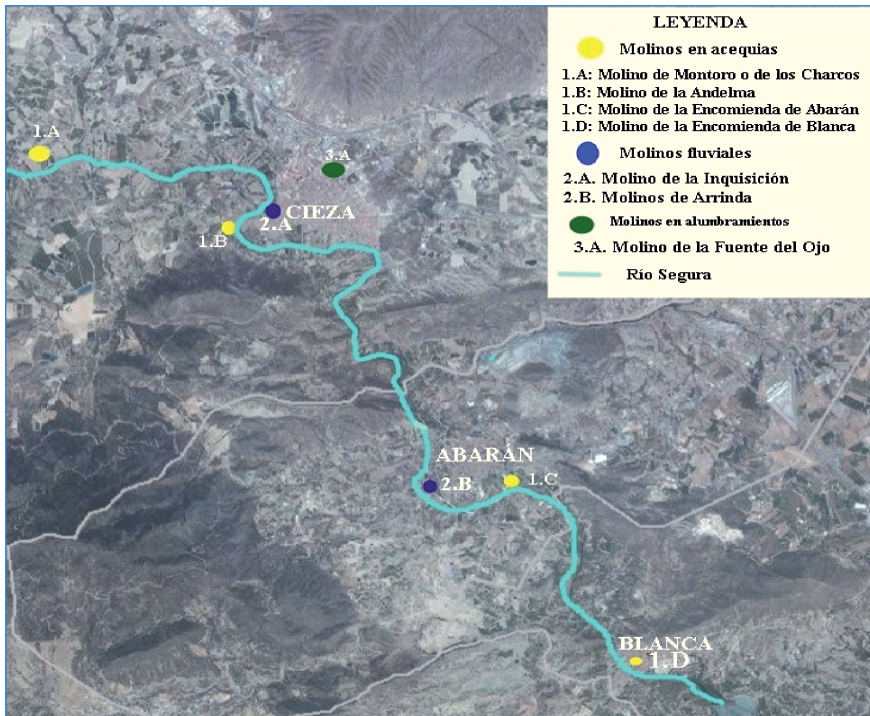 LEYENDA
Molinos en acequias
1.A: Molino de Montoro o de los Charcos
1.B: Molino de la Andelma
1.C: Molino de la Encomienda de Abarán
1.D: Molino de la Encomienda de Blanca
Molinos fluviales
2.A. Molino de la Inquisición
2.B. Molinos de Arrinda
Molinos en alumbramientos
3.A. Molino de la Fuente del Ojo
Río Segura
1.A
3.A
CIEZA
2.A
1.B
ABARÁN
2.B
1.C
BLANCA
1.D